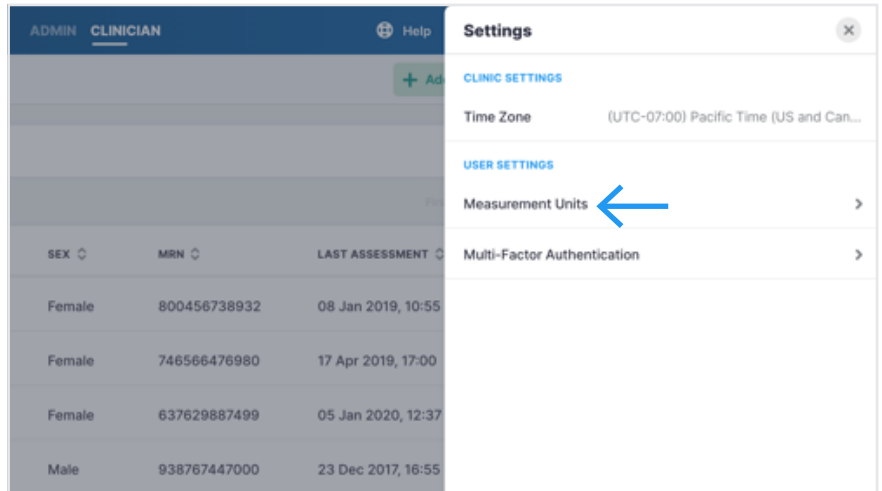 ADMIN CLINICIAN Help
Settings
CLINIC SETTINGS
Time Zone (UTC-07:00) Pacific Time (US and Can...
USER SETTINGS
Measurement Units
Multi-Factor Authentication
SEX MRN LAST ASSESSMENT
Female 800456738932 08 Jan 2019, 10:55
Female 746566476980 17 Apr 2019, 17:00
Female 637629887499 05 Jan 2020, 12:37
Male 938767447000 23 Dec 2017, 16:55